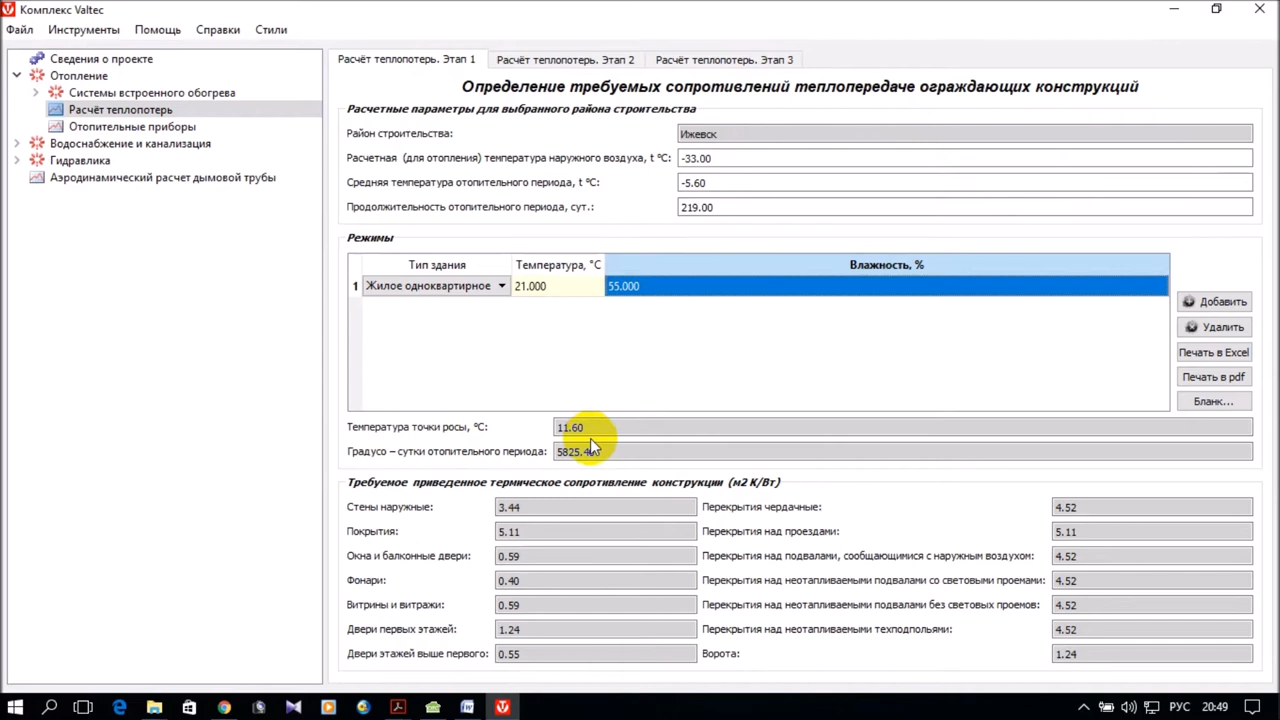 Комплекс Valtec
Файл Инструменты Помощь Справки Стили
Сведения о проекте
Отопление
Системы встроенного обогрева
Расчёт теплопотерь
Отопительные приборы
Водоснабжение и канализация
Гидравлика
Аэродинамический расчет дымовой трубы
Расчёт теплопотерь. Этап 1 Расчёт теплопотерь. Этап 2 Расчёт теплопотерь. Этап 3
Определение требуемых сопротивлений теплопередаче ограждающих конструкций
Расчетные параметры для выбранного района строительства
Район строительства: Ижевск
Расчетная (для отопления) температура наружного воздуха, t °C: -33.00
Средняя температура отопительного периода, t °C: -5.60
Продолжительность отопительного периода, сут.: 219.00
Режимы
Тип здания Температура, °C Влажность, %
1 Жилое одноквартирное 21.000 55.000
Добавить
Удалить
Печать в Excel
Печать в pdf
Бланк...
Температура точки росы, °C: 11.60
Градусо – сутки отопительного периода:
Требуемое приведенное термическое сопротивление конструкции (м2 К/Вт)
Стены наружные: 3.44 Перекрытия чердачные: 4.52
Покрытия: 5.11 Перекрытия над проездами: 5.11
Окна и балконные двери: 0.59 Перекрытия над подвалами, сообщающимися с наружным воздухом: 4.52
Фонари: 0.40 Перекрытия над неотапливаемыми подвалами со световыми проемами: 4.52
Витрины и витражи: 0.59 Перекрытия над неотапливаемыми подвалами без световых проемов: 4.52
Двери первых этажей: 1.24 Перекрытия над неотапливаемыми техподпольями: 4.52
Двери этажей выше первого: 0.55 Ворота: 1.24
РУС 20:49